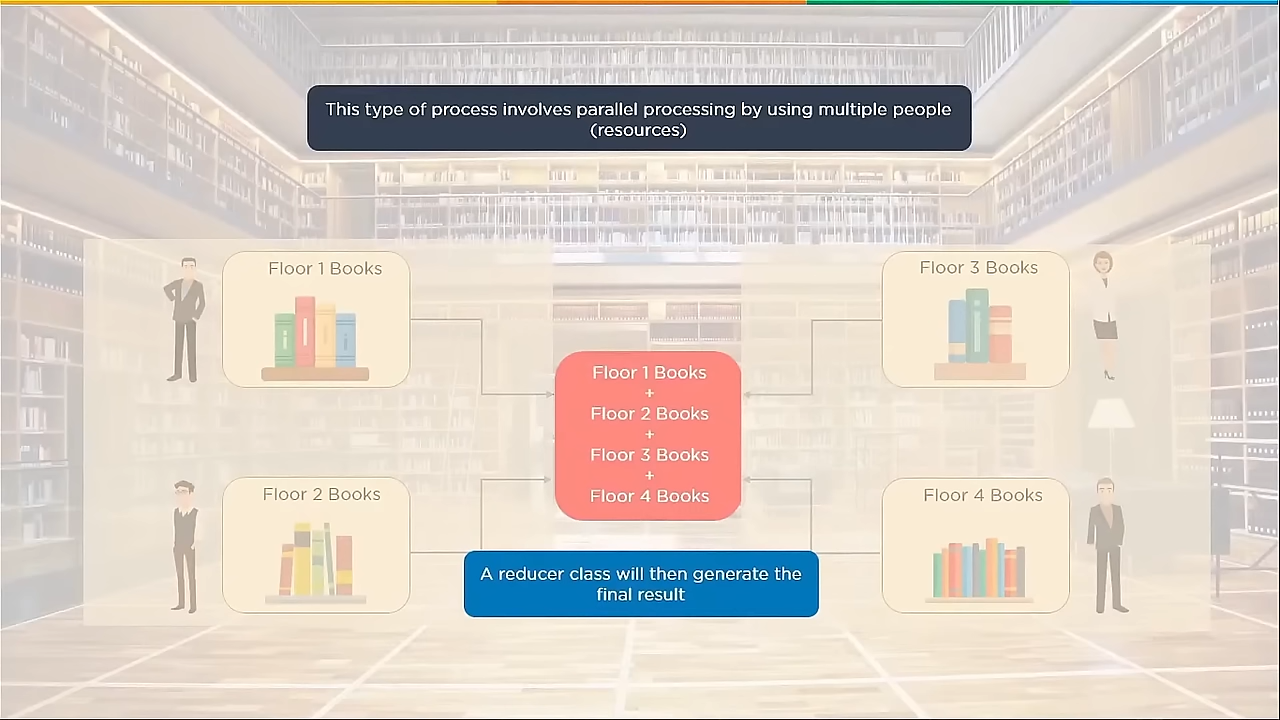 This type of process involves parallel processing by using multiple people
(resources)
Floor 1 Books
Floor 3 Books
Floor 1 Books
+
Floor 2 Books
+
Floor 3 Books
+
Floor 4 Books
Floor 2 Books
Floor 4 Books
A reducer class will then generate the
final result